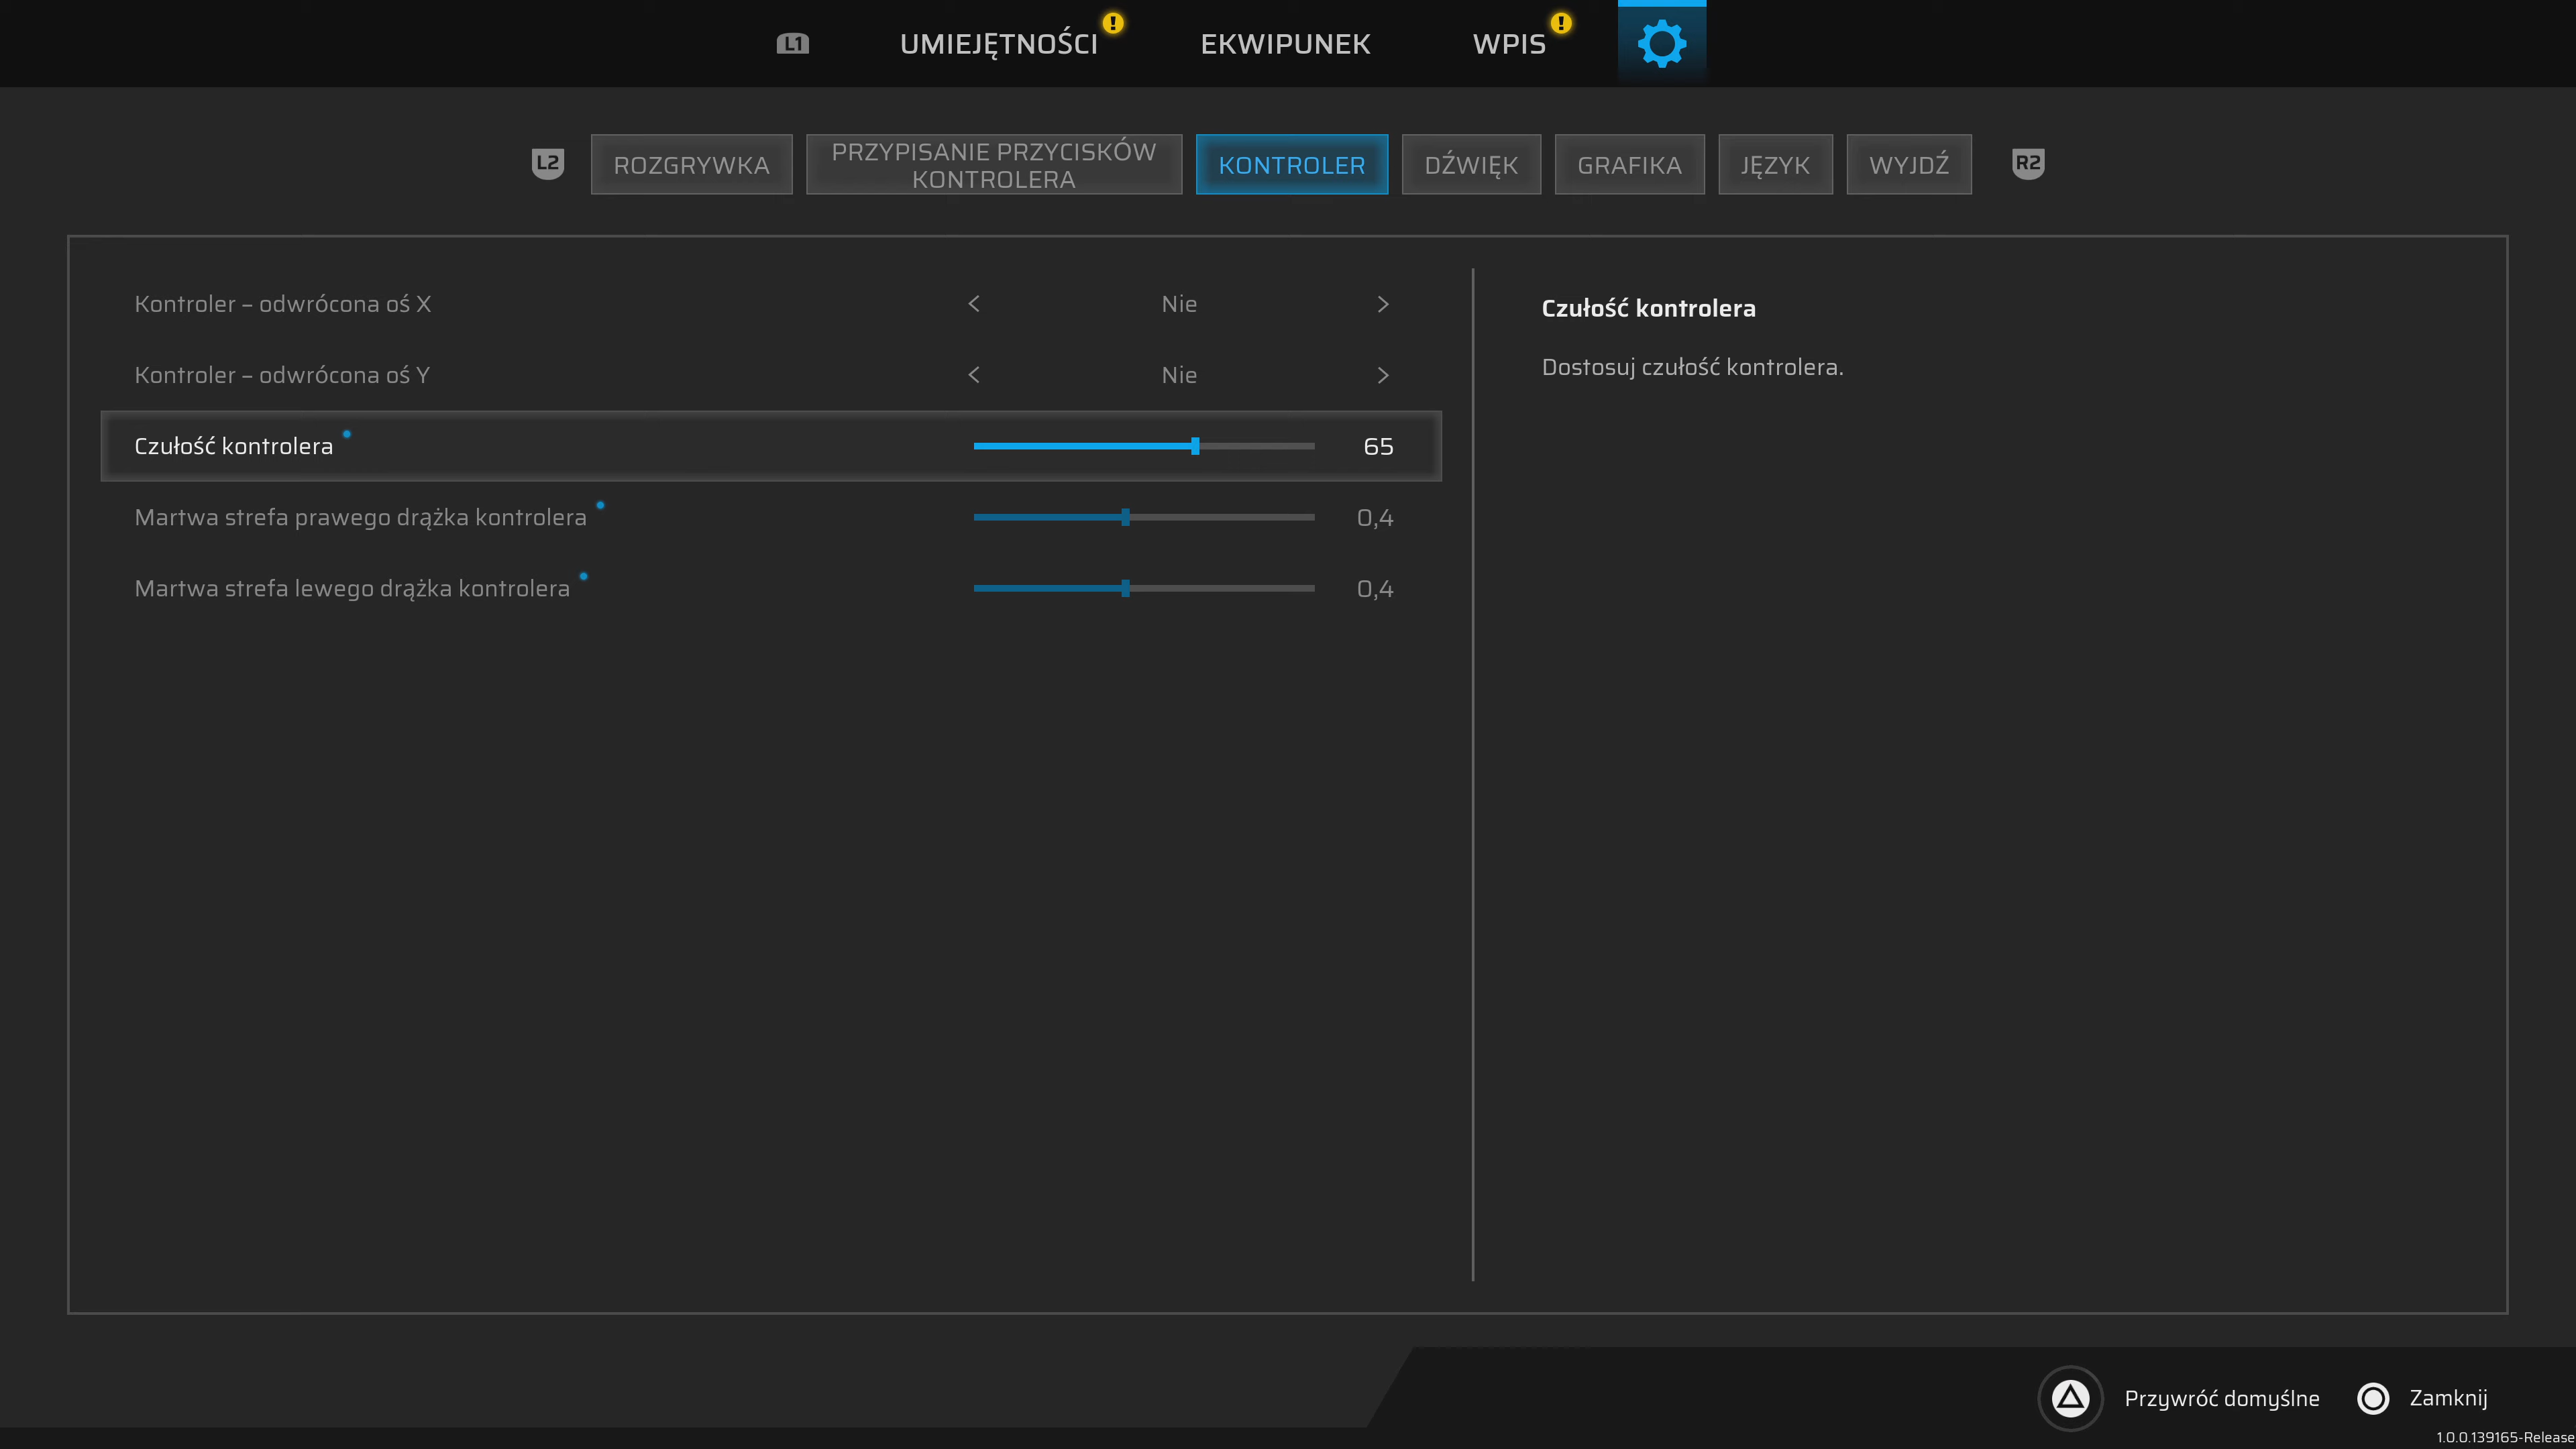 L1
UMIEJĘTNOŚCI
!
EKWIPUNEK
WPIS
!
L2
ROZGRYWKA
PRZYPISANIE PRZYCISKÓW
KONTROLERA
KONTROLER
DŹWIĘK
GRAFIKA
JĘZYK
WYJDŹ
R2
Kontroler – odwrócona oś X
< Nie >
Kontroler – odwrócona oś Y
< Nie >
Czułość kontrolera
65
Martwa strefa prawego drążka kontrolera
0,4
Martwa strefa lewego drążka kontrolera
0,4
Czułość kontrolera
Dostosuj czułość kontrolera.
Przywróć domyślne
Zamknij
1.0.0.139165-Release